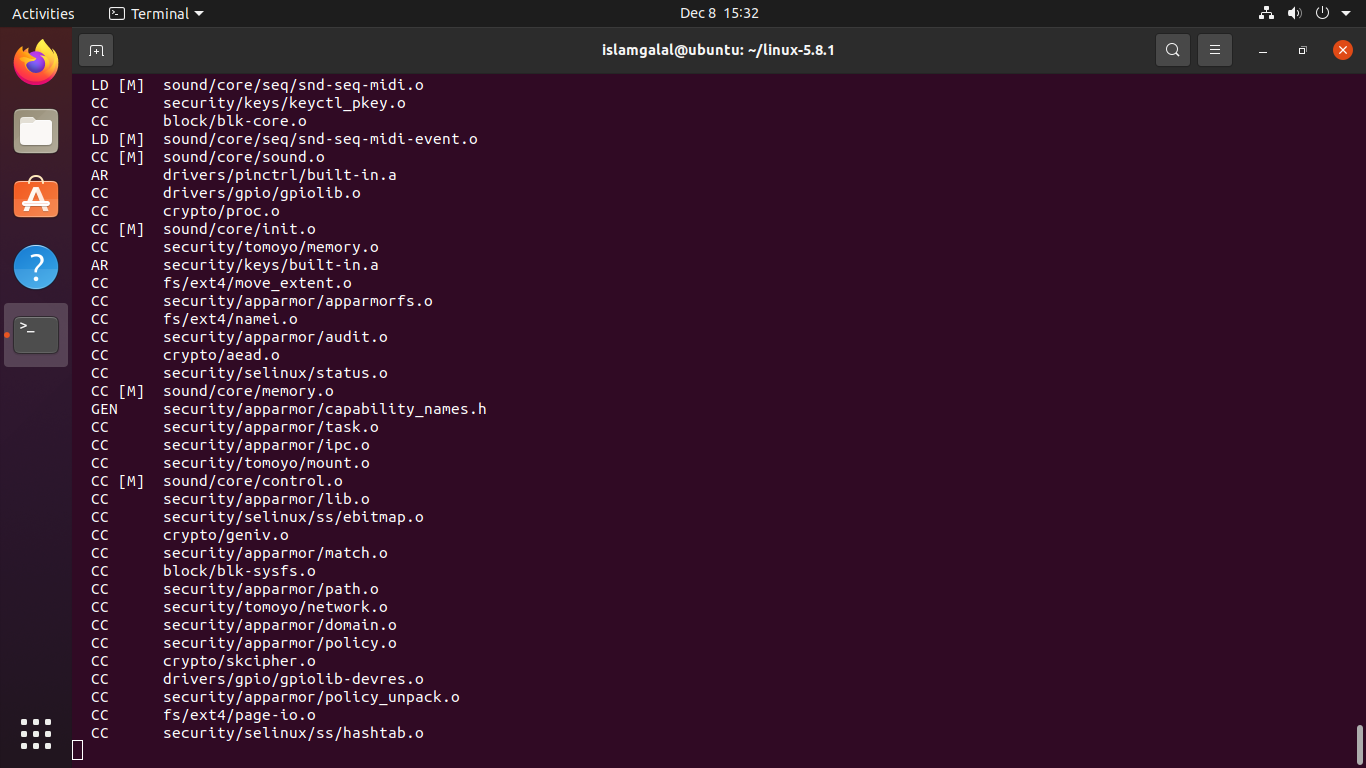 Activities Terminal Dec 8 15:32
islamgalal@ubuntu: ~/linux-5.8.1
LD [M] sound/core/seq/snd-seq-midi.o
CC security/keys/keyctl_pkey.o
CC block/blk-core.o
LD [M] sound/core/seq/snd-seq-midi-event.o
CC [M] sound/core/sound.o
AR drivers/pinctrl/built-in.a
CC drivers/gpio/gpiolib.o
CC crypto/proc.o
CC [M] sound/core/init.o
CC security/tomoyo/memory.o
AR security/keys/built-in.a
CC fs/ext4/move_extent.o
CC security/apparmor/apparmorfs.o
CC fs/ext4/namei.o
CC security/apparmor/audit.o
CC crypto/aead.o
CC security/selinux/status.o
CC [M] sound/core/memory.o
GEN security/apparmor/capability_names.h
CC security/apparmor/task.o
CC security/apparmor/ipc.o
CC security/tomoyo/mount.o
CC [M] sound/core/control.o
CC security/apparmor/lib.o
CC security/selinux/ss/ebitmap.o
CC crypto/geniv.o
CC security/apparmor/match.o
CC block/blk-sysfs.o
CC security/apparmor/path.o
CC security/tomoyo/network.o
CC security/apparmor/domain.o
CC security/apparmor/policy.o
CC crypto/skcipher.o
CC drivers/gpio/gpiolib-devres.o
CC security/apparmor/policy_unpack.o
CC fs/ext4/page-io.o
CC security/selinux/ss/hashtab.o